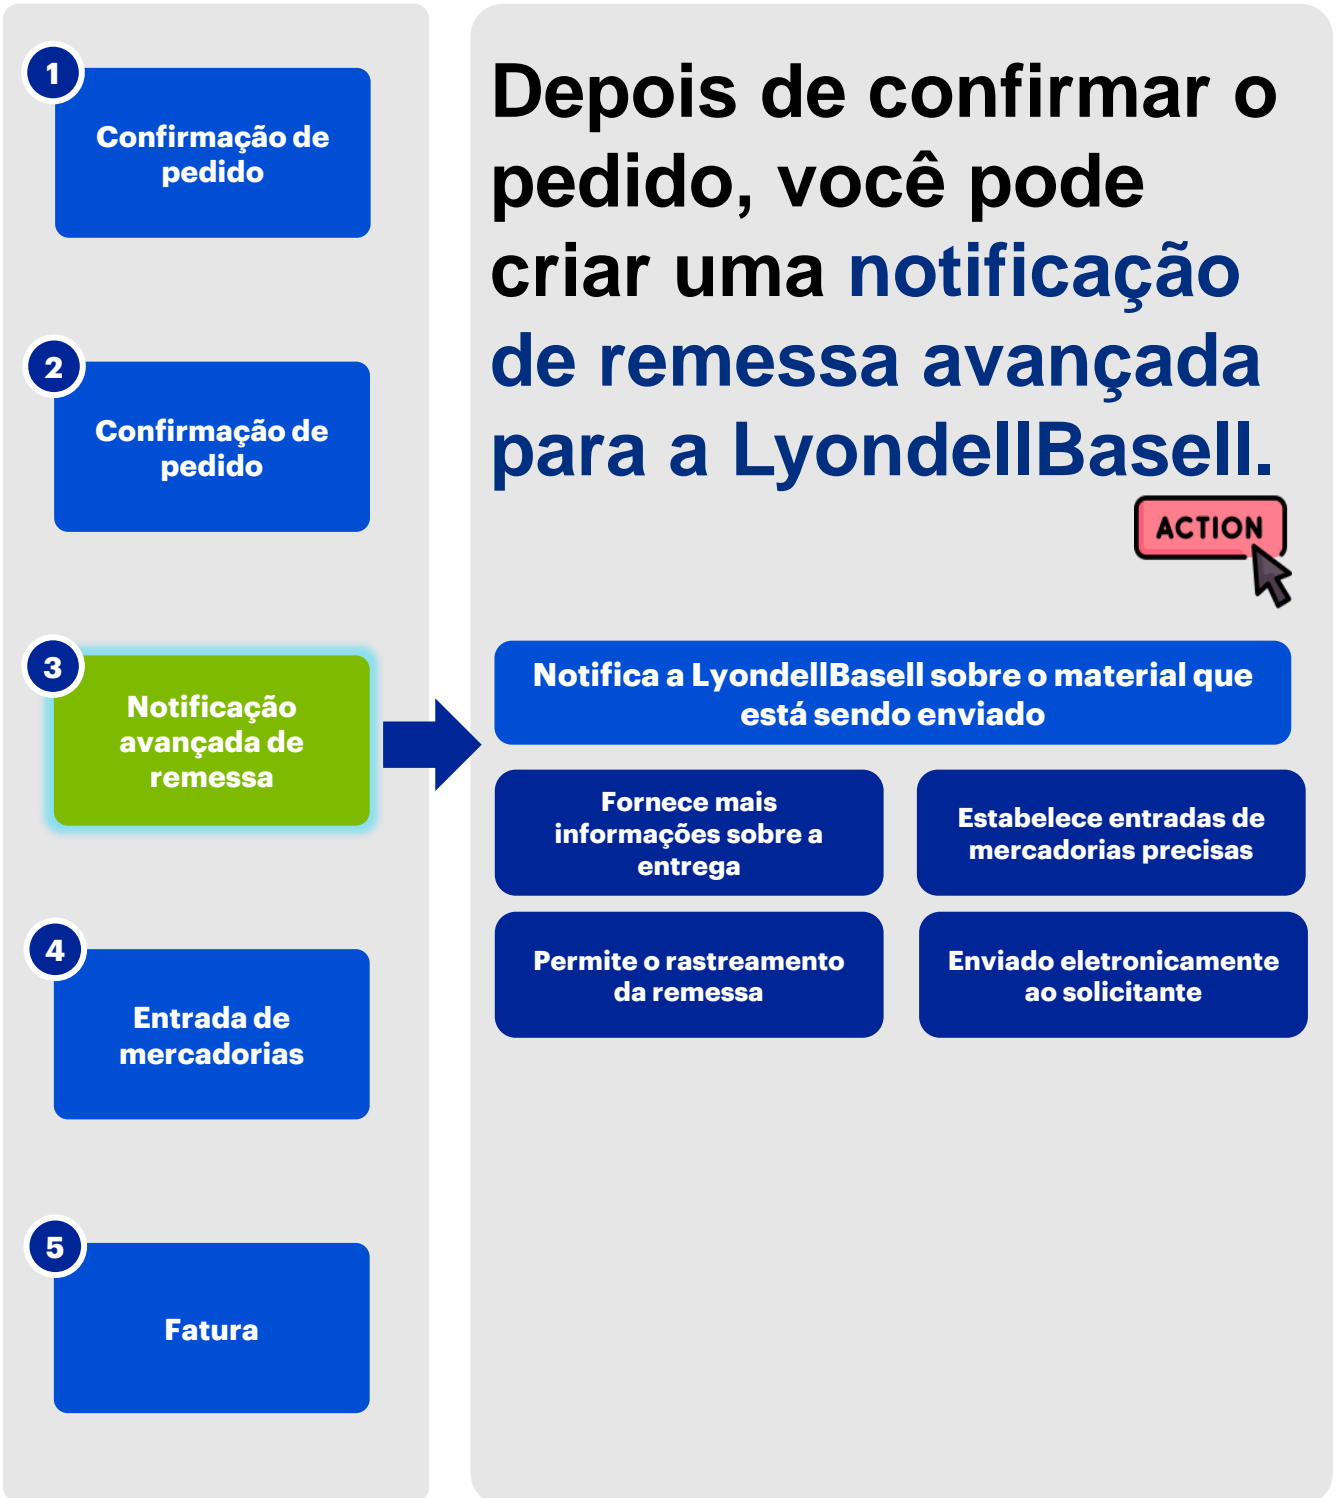 1
Confirmação de
pedido
2
Confirmação de
pedido
3
Notificação
avançada de
remessa
4
Entrada de
mercadorias
5
Fatura
Depois de confirmar o
pedido, você pode
criar uma notificação
de remessa avançada
para a LyondellBasell.
ACTION
Notifica a LyondellBasell sobre o material que
está sendo enviado
Fornece mais
informações sobre a
entrega
Estabelece entradas de
mercadorias precisas
Permite o rastreamento
da remessa
Enviado eletronicamente
ao solicitante